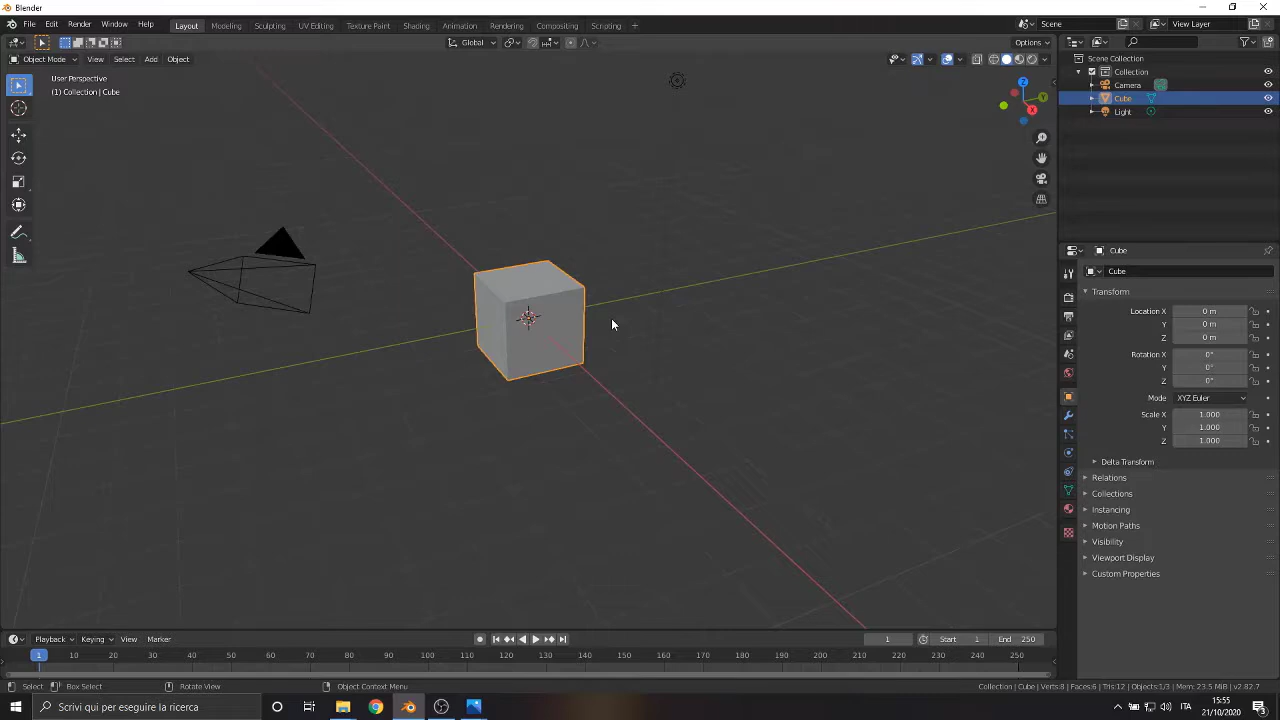 Blender
File Edit Render Window Help Layout Modeling Sculpting UV Editing Texture Paint Shading Animation Rendering Compositing Scripting + Scene View Layer
Global Options
Object Mode View Select Add Object
User Perspective
(1) Collection | Cube
Z
Y
X
Scene Collection
Collection
Camera
Cube
Light
Cube
Cube
Transform
Location X 0 m
Y 0 m
Z 0 m
Rotation X 0°
Y 0°
Z 0°
Mode XYZ Euler
Scale X 1.000
Y 1.000
Z 1.000
Delta Transform
Relations
Collections
Instancing
Motion Paths
Visibility
Viewport Display
Custom Properties
Playback Keying View Marker 1 Start 1 End 250
1 10 20 30 40 50 60 70 80 90 100 110 120 130 140 150 160 170 180 190 200 210 220 230 240 250
Select Box Select Rotate View Object Context Menu Collection | Cube | Verts:8 | Faces:6 | Tris:12 | Objects:1/3 | Mem: 23.5 MiB | v2.82.7
Scrivi qui per eseguire la ricerca ITA 15:55
21/10/2020